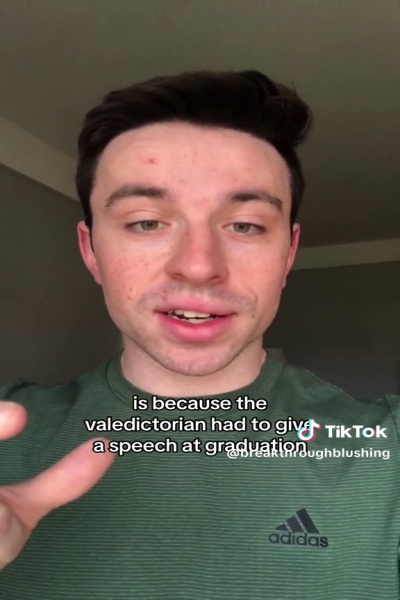 is because the
valedictorian had to give
a speech at graduation
TikTok
@breakthroughblushing
adidas